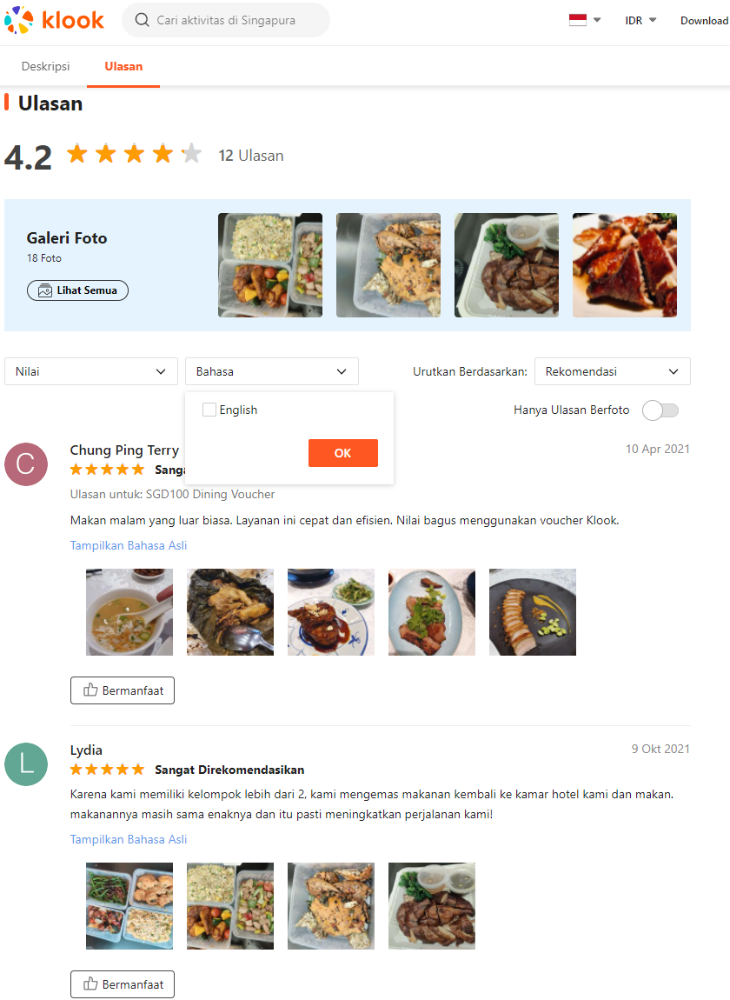 klook
Cari aktivitas di Singapura
IDR
Download
Deskripsi
Ulasan
Ulasan
4.2
12 Ulasan
Galeri Foto
18 Foto
Lihat Semua
Nilai
Bahasa
Urutkan Berdasarkan:
Rekomendasi
English
OK
Hanya Ulasan Berfoto
C
Chung Ping Terry
10 Apr 2021
Ulasan untuk: SGD100 Dining Voucher
Makan malam yang luar biasa. Layanan ini cepat dan efisien. Nilai bagus menggunakan voucher Klook.
Tampilkan Bahasa Asli
Bermanfaat
L
Lydia
9 Okt 2021
Sangat Direkomendasikan
Karena kami memiliki kelompok lebih dari 2, kami mengemas makanan kembali ke kamar hotel kami dan makan.
makanannya masih sama enaknya dan itu pasti meningkatkan perjalanan kami!
Tampilkan Bahasa Asli
Bermanfaat